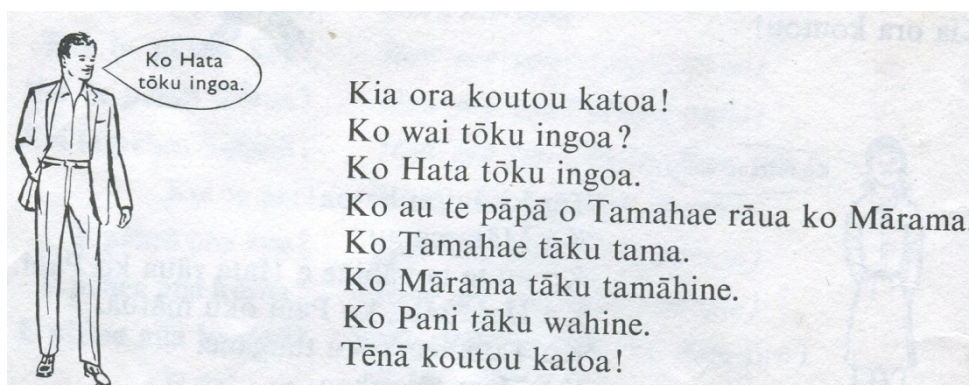 Ko Hata
tōku ingoa.
Kia ora koutou katoa!
Ko wai tōku ingoa?
Ko Hata tōku ingoa.
Ko au te pāpā o Tamahae rāua ko Mārama.
Ko Tamahae tāku tama.
Ko Mārama tāku tamāhine.
Ko Pani tāku wahine.
Tēnā koutou katoa!